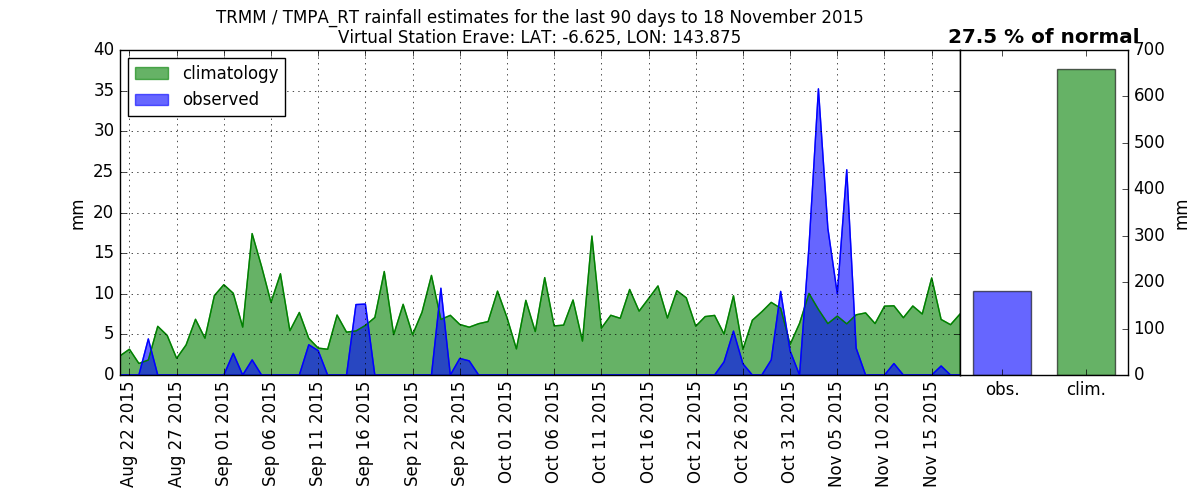 TRMM / TMPA_RT rainfall estimates for the last 90 days to 18 November 2015
Virtual Station Erave: LAT: -6.625, LON: 143.875
27.5 % of normal
climatology
observed
mm
40
35
30
25
20
15
10
5
0
Aug 22 2015
Aug 27 2015
Sep 01 2015
Sep 06 2015
Sep 11 2015
Sep 16 2015
Sep 21 2015
Sep 26 2015
Oct 01 2015
Oct 06 2015
Oct 11 2015
Oct 16 2015
Oct 21 2015
Oct 26 2015
Oct 31 2015
Nov 05 2015
Nov 10 2015
Nov 15 2015
700
600
500
400
300
200
100
0
mm
obs.
clim.